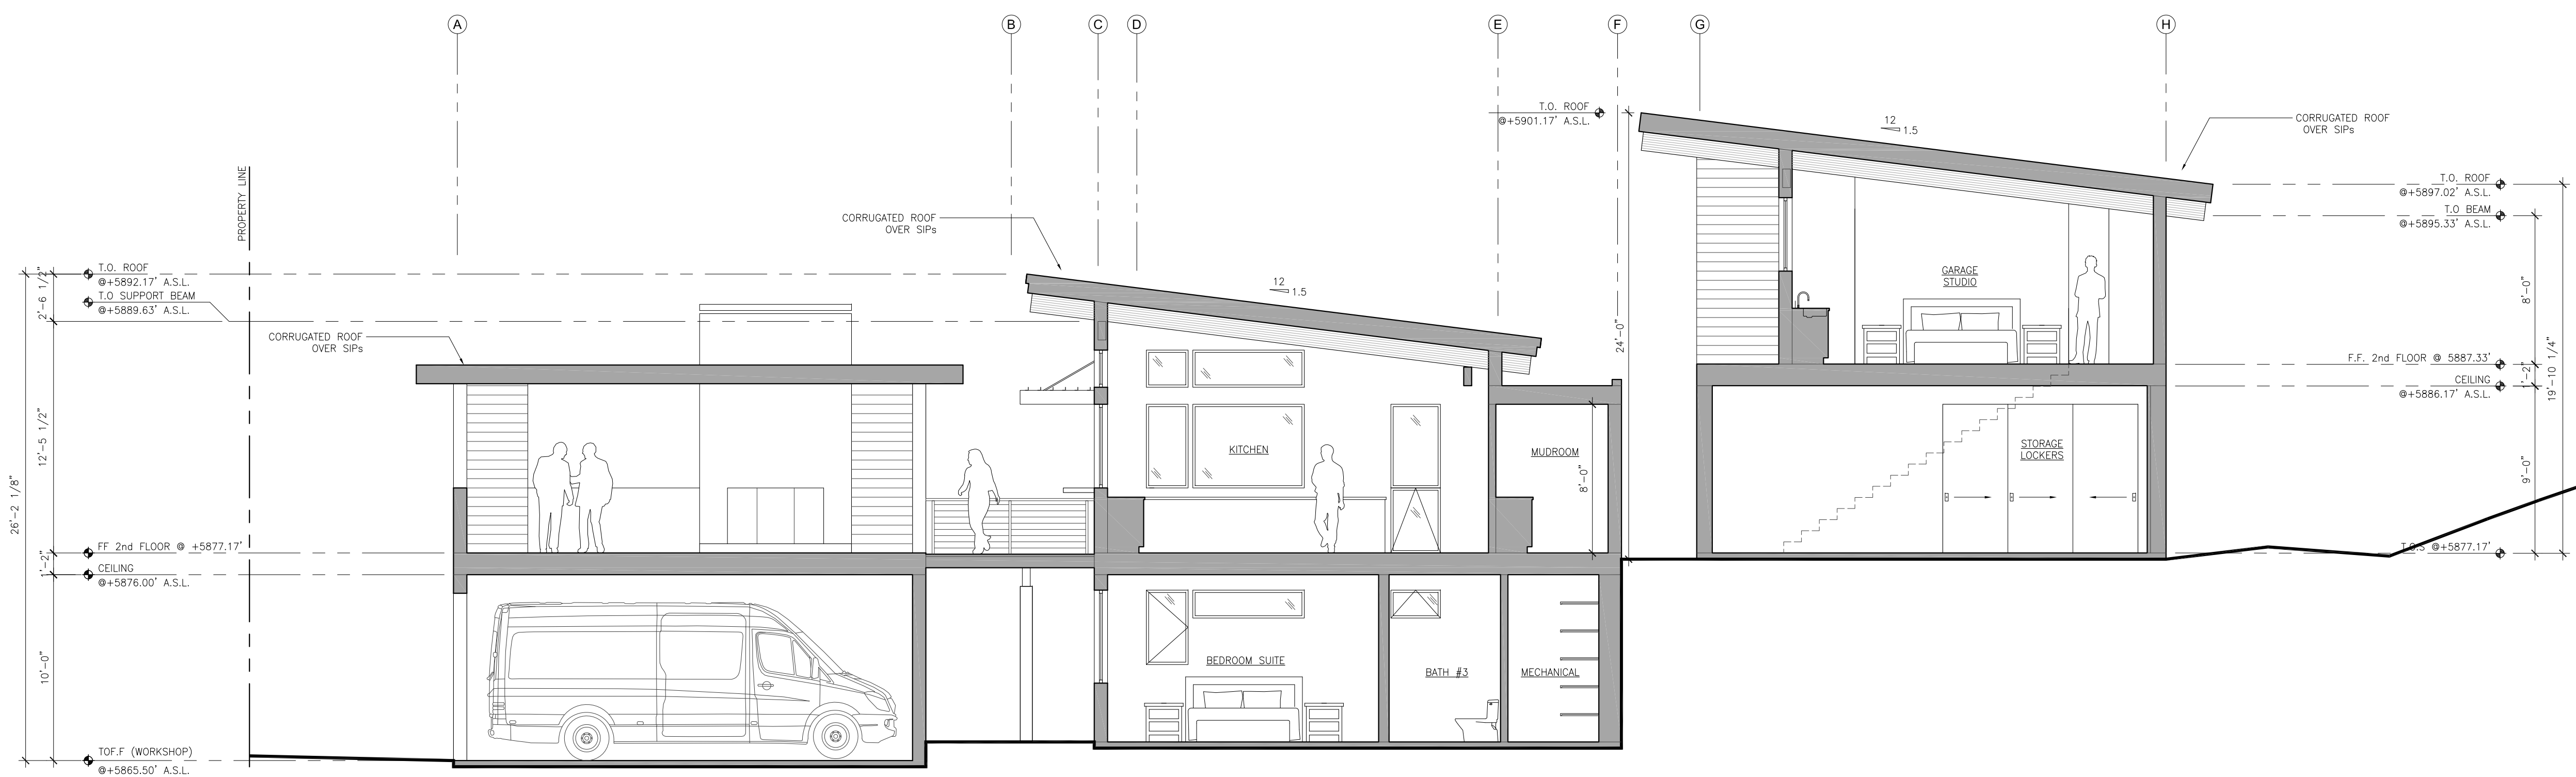 A
B
C
D
E
F
G
H
PROPERTY LINE
T.O. ROOF
@+5901.17' A.S.L.
12
1.5
CORRUGATED ROOF
OVER SIPs
T.O. ROOF
@+5897.02' A.S.L.
T.O BEAM
@+5895.33' A.S.L.
CORRUGATED ROOF
OVER SIPs
T.O. ROOF
@+5892.17' A.S.L.
T.O SUPPORT BEAM
@+5889.63' A.S.L.
2'-6 1/2"
12
1.5
GARAGE
STUDIO
8'-0"
24'-0"
CORRUGATED ROOF
OVER SIPs
F.F. 2nd FLOOR @ 5887.33'
CEILING
@+5886.17' A.S.L.
1'-2"
19'-10 1/4"
12'-5 1/2"
KITCHEN
MUDROOM
8'-0"
STORAGE
LOCKERS
9'-0"
26'-2 1/8"
FF 2nd FLOOR @ +5877.17'
CEILING
@+5876.00' A.S.L.
1'-2"
T.O.S @+5877.17'
10'-0"
BEDROOM SUITE
BATH #3
MECHANICAL
TOF.F (WORKSHOP)
@+5865.50' A.S.L.